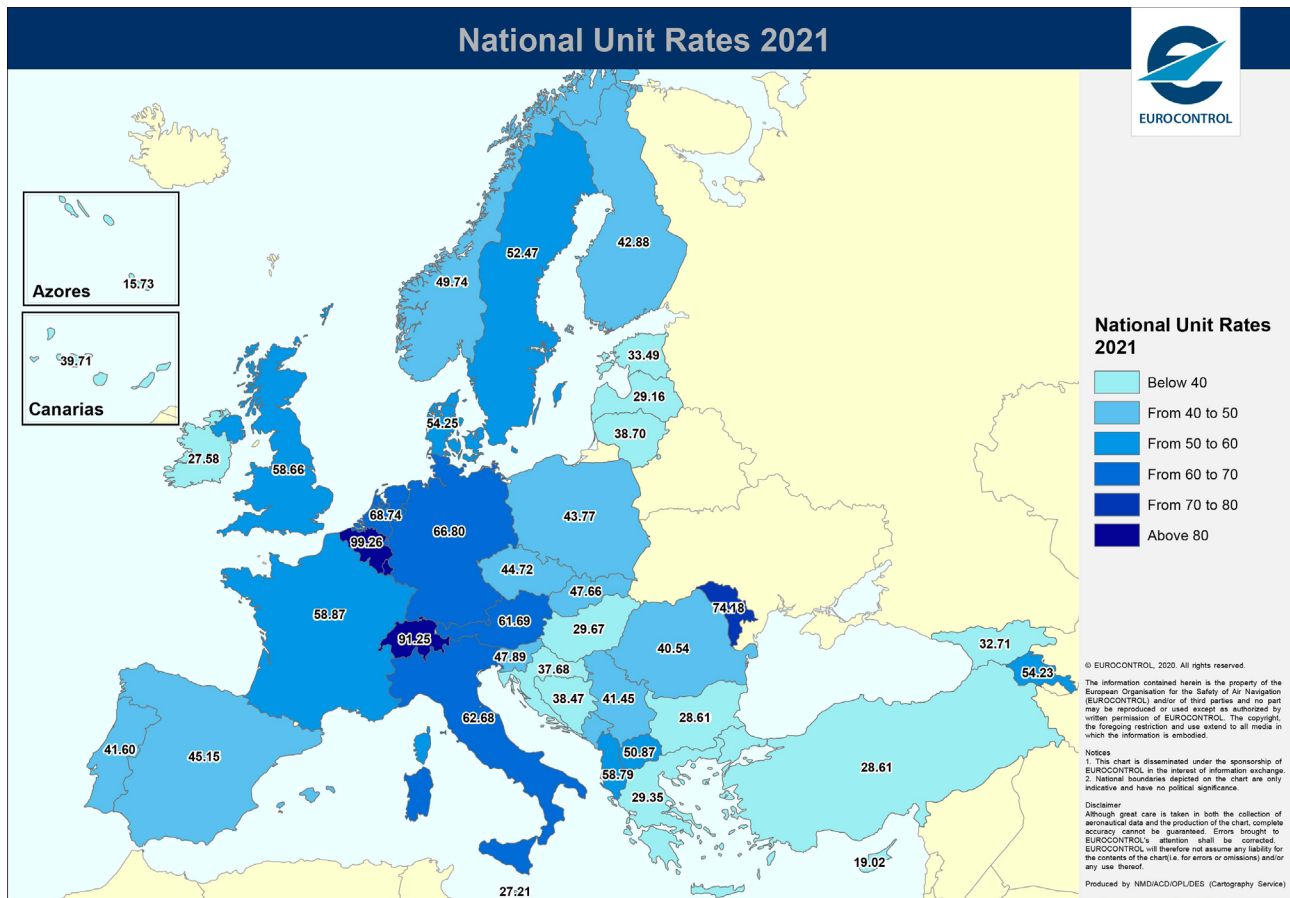 National Unit Rates 2021
EUROCONTROL
15.73
Azores
39.71
Canarias
52.47
42.88
49.74
33.49
29.16
38.70
54.25
27.58
58.66
68.74
66.80
43.77
99.26
44.72
47.66
58.87
74.18
61.69
29.67
91.25
40.54
32.71
47.89
37.68
54.23
38.47
41.45
28.61
62.68
41.60
45.15
50.87
58.79
28.61
29.35
19.02
27.21
National Unit Rates
2021
Below 40
From 40 to 50
From 50 to 60
From 60 to 70
From 70 to 80
Above 80
© EUROCONTROL, 2020. All rights reserved.
The information contained herein is the property of the
European Organisation for the Safety of Air Navigation
(EUROCONTROL) and/or of third parties and no part
may be reproduced or used except as authorized by
written permission of EUROCONTROL. The copyright,
the foregoing restriction and use extend to all media in
which the information is embodied.
Notices
1. This chart is disseminated under the sponsorship of
EUROCONTROL in the interest of information exchange.
2. National boundaries depicted on the chart are only
indicative and have no political significance.
Disclaimer
Although great care is taken in both the collection of
aeronautical data and the production of the chart, complete
accuracy cannot be guaranteed. Errors brought to
EUROCONTROL's attention shall be corrected.
EUROCONTROL will therefore not assume any liability for
the contents of the chart(i.e. for errors or omissions) and/or
any use thereof.
Produced by NMD/ACD/OPL/DES (Cartography Service)